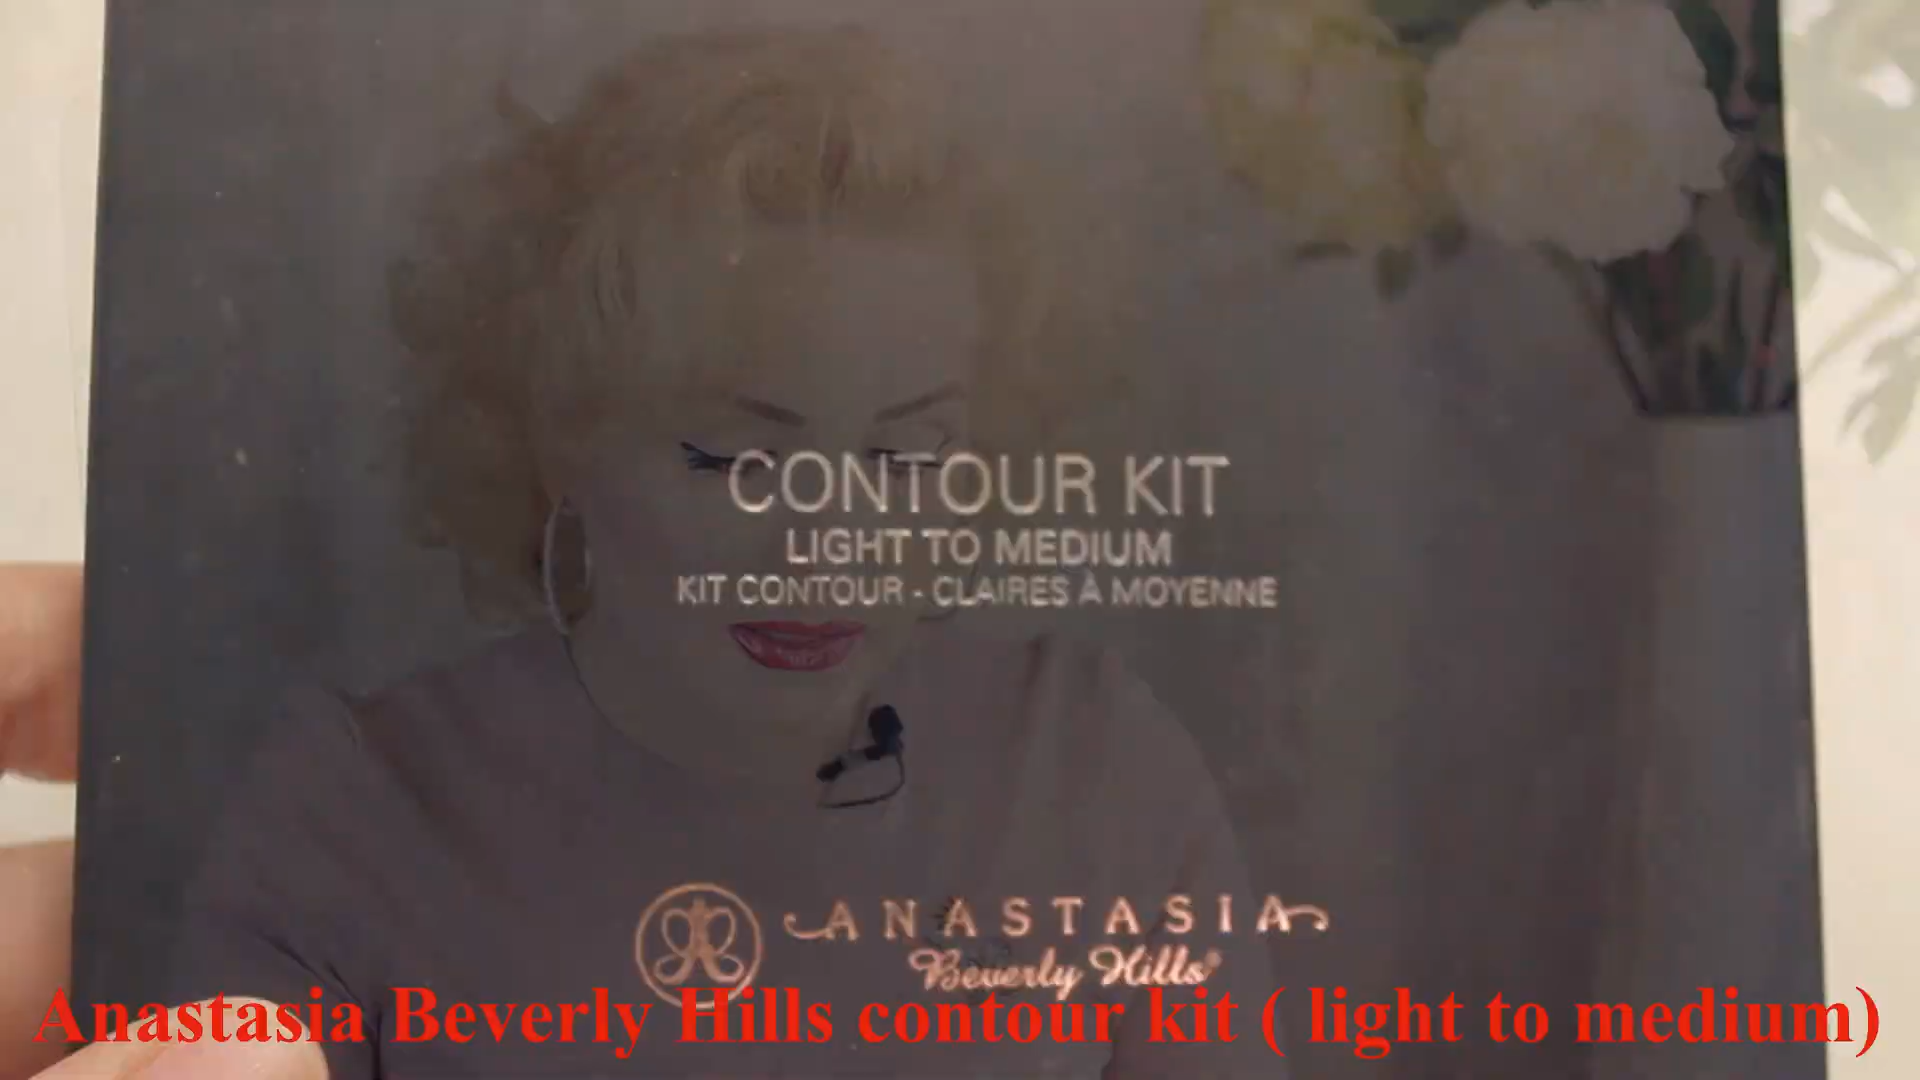 CONTOUR KIT
LIGHT TO MEDIUM
KIT CONTOUR - CLAIRES À MOYENNE
ANASTASIA
Beverly Hills®
Anastasia Beverly Hills contour kit ( light to medium)